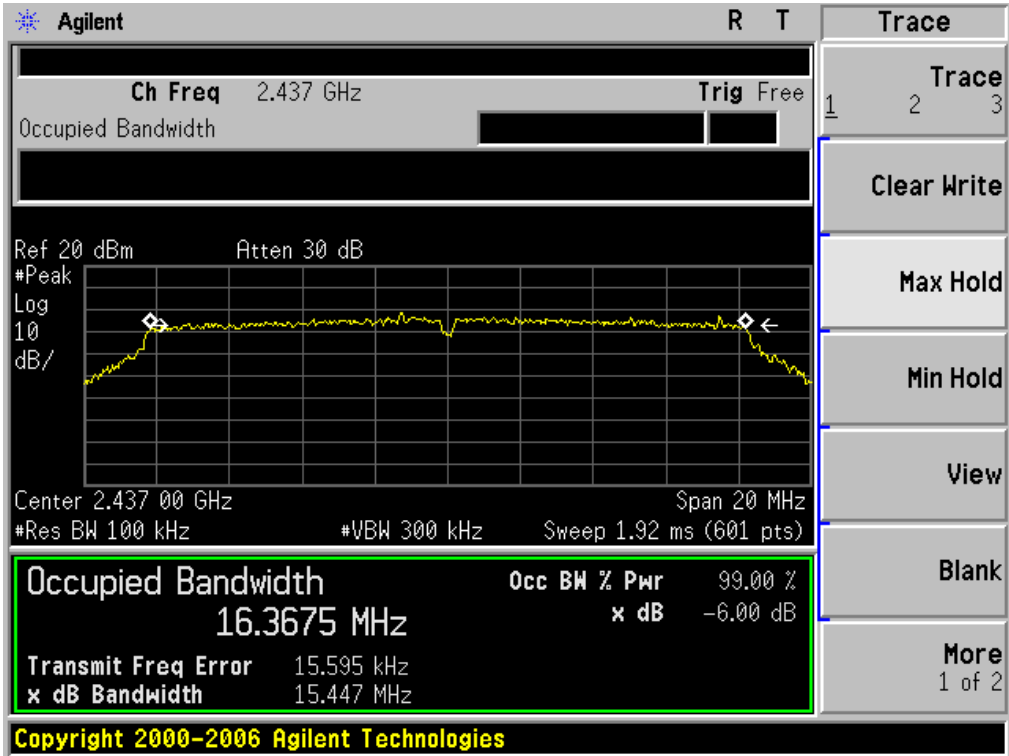 Agilent R T Trace
Ch Freq 2.437 GHz Trig Free
Occupied Bandwidth
Trace
1 2 3
Clear Write
Max Hold
Min Hold
View
Blank
More
1 of 2
Ref 20 dBm Atten 30 dB
#Peak
Log
10
dB/
Center 2.437 00 GHz Span 20 MHz
#Res BW 100 kHz #VBW 300 kHz Sweep 1.92 ms (601 pts)
Occupied Bandwidth Occ BW % Pwr 99.00 %
16.3675 MHz x dB -6.00 dB
Transmit Freq Error 15.595 kHz
x dB Bandwidth 15.447 MHz
Copyright 2000-2006 Agilent Technologies